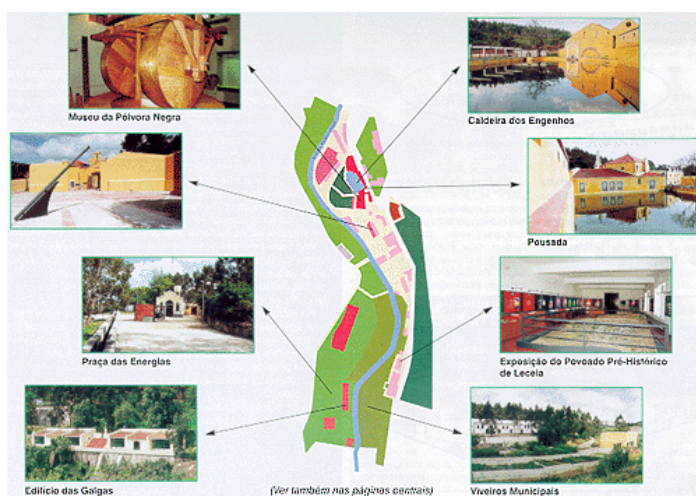 Museu da Pólvora Negra
Caldeira dos Engenhos
Pousada
Praça das Energias
Exposição do Povoado Pré-Histórico
de Leceia
Edifício das Galgas
(Ver também nas páginas centrais)
Viveiros Municipais